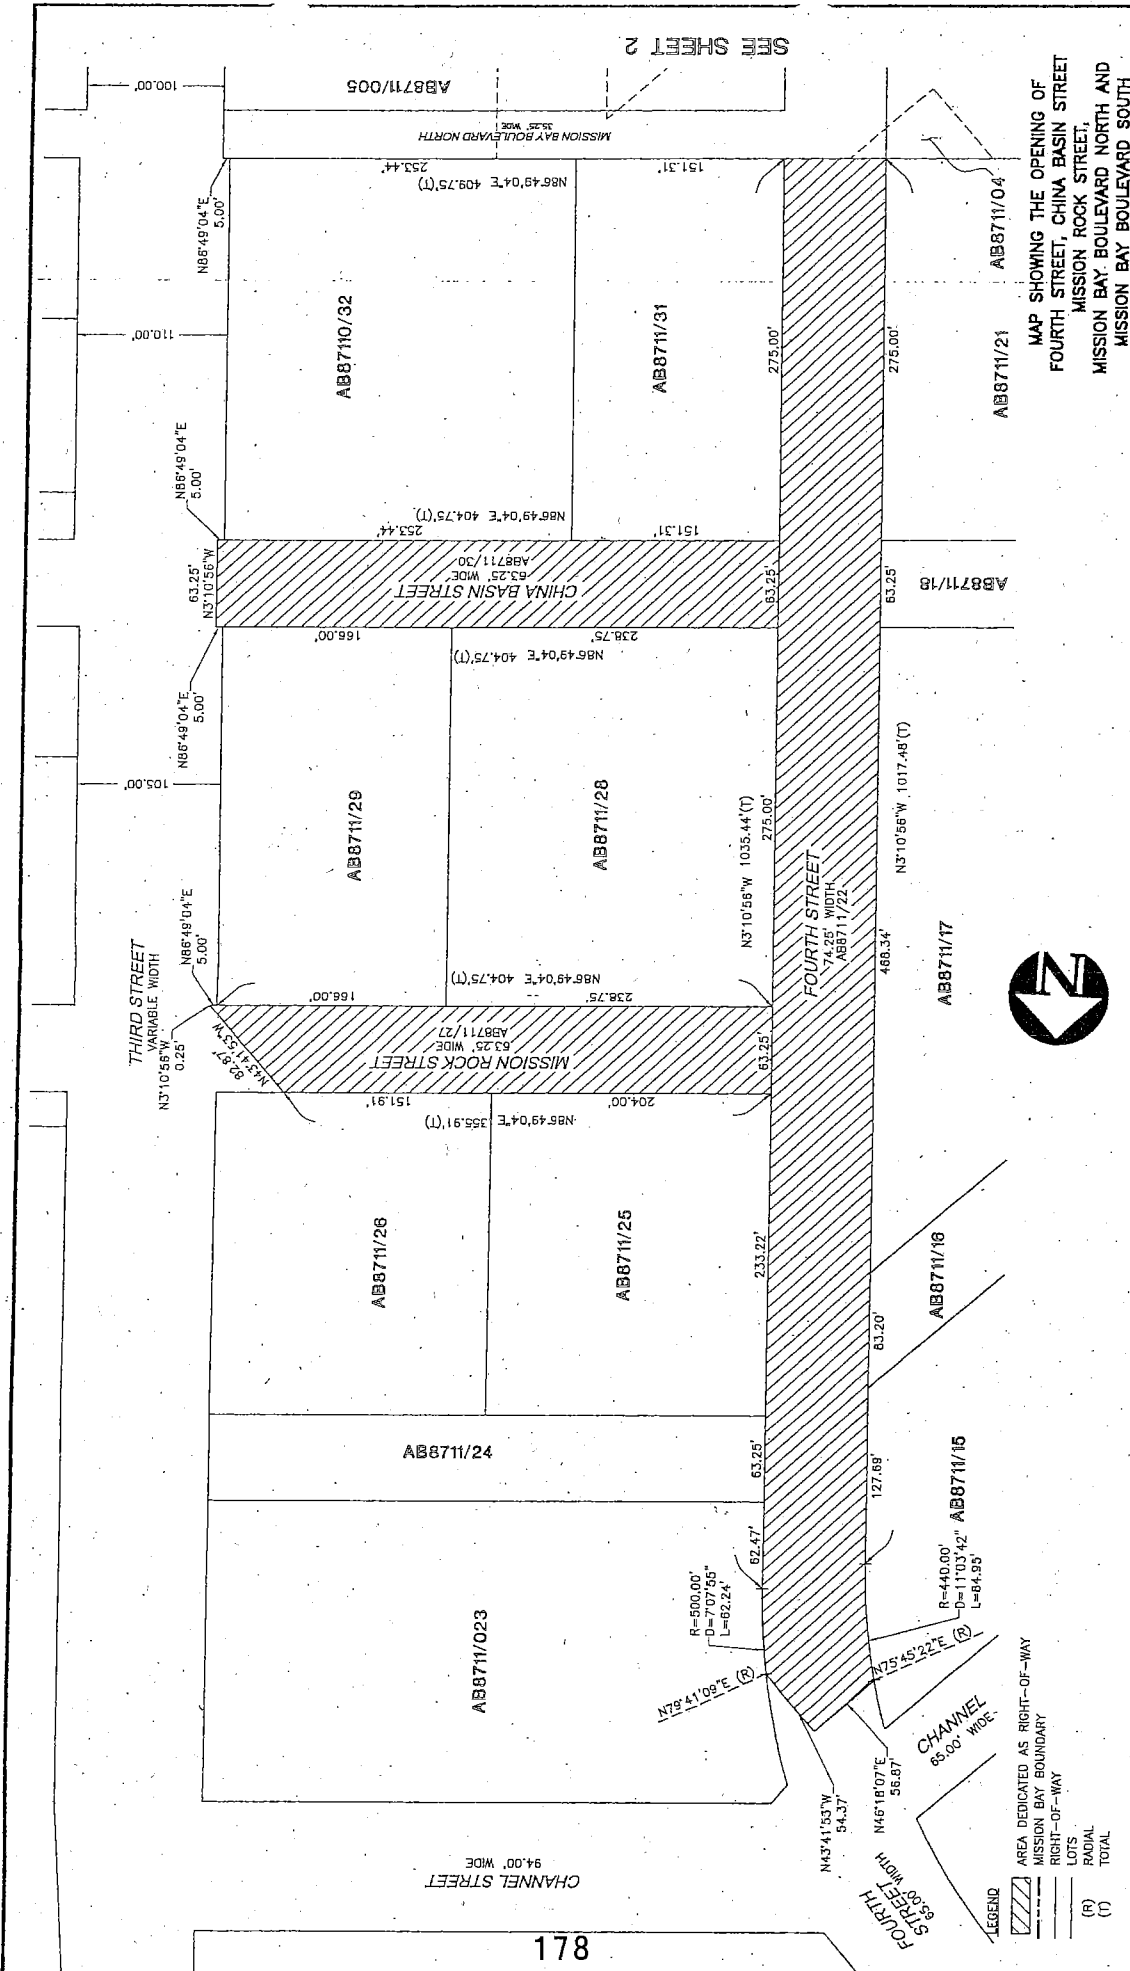 SEE SHEET 2
100.00'
AB8711/005
MISSION BAY BOULEVARD NORTH
35.25' WIDE
N86°49'04"E
5.00'
253.44'
N86°49'04"E 409.75'(T)
151.31'
110.00'
AB87110/32
AB8711/31
275.00'
275.00'
AB8711/04
AB8711/21
MAP SHOWING THE OPENING OF
FOURTH STREET, CHINA BASIN STREET
MISSION ROCK STREET,
MISSION BAY BOULEVARD NORTH AND
MISSION BAY BOULEVARD SOUTH
N86°49'04"E
5.00'
253.44'
N86°49'04"E 404.75'(T)
151.31'
63.25'
N3°10'56"W
CHINA BASIN STREET
63.25' WIDE
AB8711/30
63.25'
63.25'
AB8711/18
N86°49'04"E
5.00'
166.00'
238.75'
N86°49'04"E 404.75'(T)
105.00'
AB8711/29
AB8711/28
N3°10'56"W 1035.44'(T)
275.00'
FOURTH STREET
74.25' WIDTH
AB8711/22
N3°10'56"W 1017.48'(T)
468.34'
AB8711/17
N
THIRD STREET
VARIABLE WIDTH
N86°49'04"E
5.00'
N3°10'56"W
0.25'
N43°41'53"W
82.87'
166.00'
N86°49'04"E 404.75'(T)
238.75'
MISSION ROCK STREET
63.25' WIDE
AB8711/27
63.25'
151.91'
N86°49'04"E 355.91'(T)
204.00'
AB8711/26
AB8711/25
233.22'
83.20'
AB8711/16
AB8711/24
63.25'
127.69'
AB8711/15
62.47'
R=500.00'
D=7°07'55"
L=62.24'
R=440.00'
D=11°03'42"
L=84.95'
AB8711/023
N79°41'09"E (R)
N75°45'22"E (R)
N43°41'53"W
54.37'
N46°18'07"E
56.87'
CHANNEL
65.00' WIDE
CHANNEL STREET
94.00' WIDE
FOURTH
STREET
65.00' WIDTH
LEGEND
AREA DEDICATED AS RIGHT-OF-WAY
MISSION BAY BOUNDARY
RIGHT-OF-WAY
LOTS
(R) RADIAL
(T) TOTAL
178